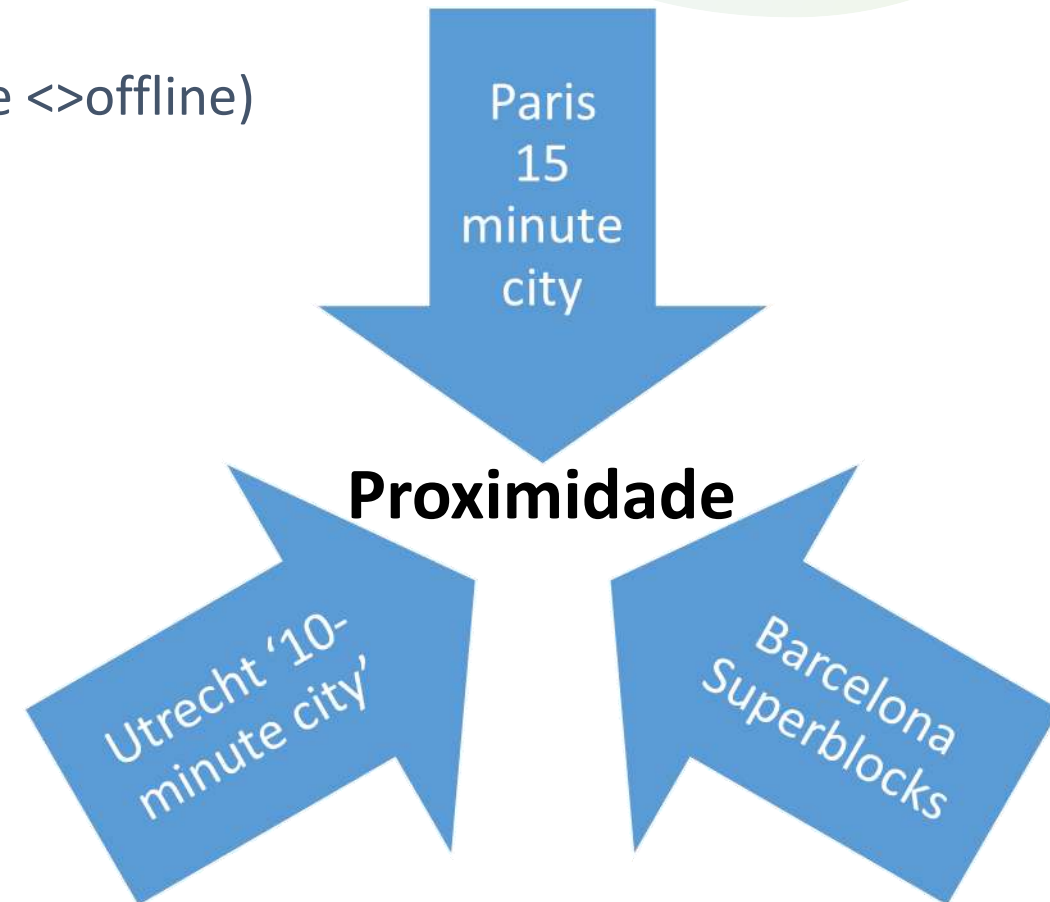 <>offline)
Paris
15
minute
city
Proximidade
Utrecht ‘10-
minute city’
Barcelona
Superblocks